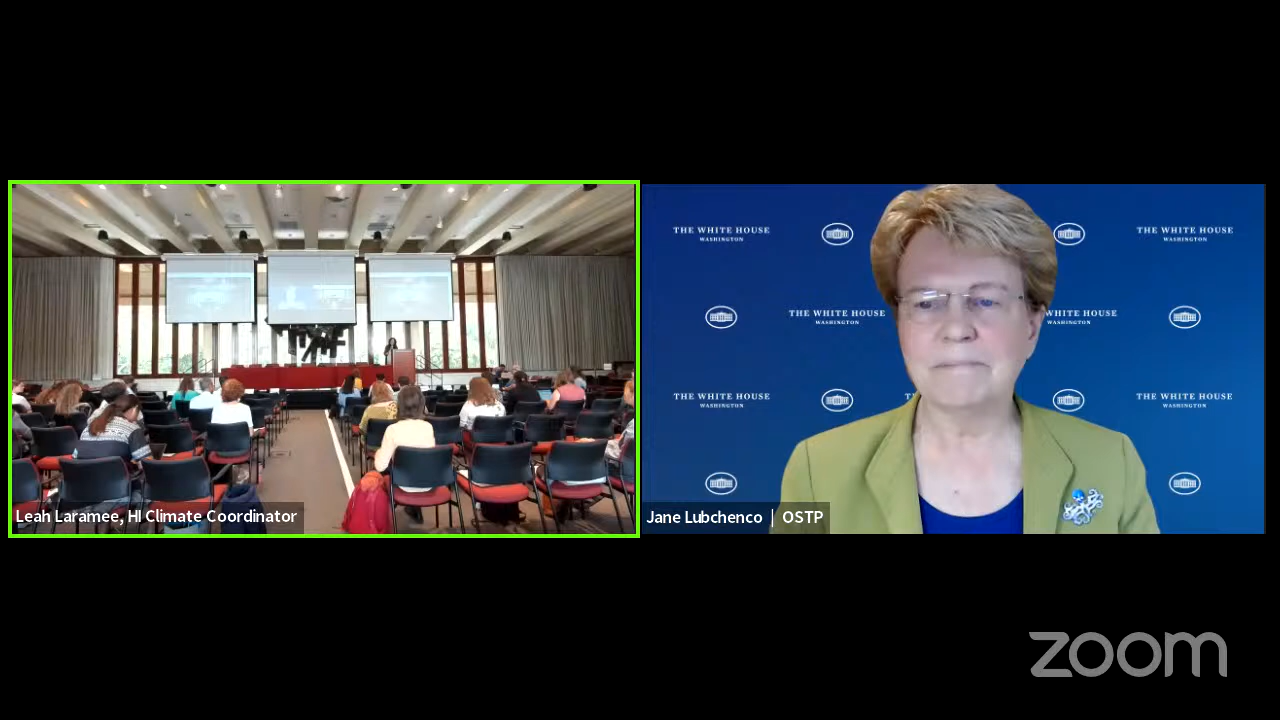 THE WHITE HOUSE
WASHINGTON
THE WHITE HOUSE
WASHINGTON
THE WHITE HOUSE
WASHINGTON
WHITE HOUSE
WASHINGTON
THE WHITE HOUSE
WASHINGTON
THE WHITE HOUSE
WASHINGTON
Leah Laramee, HI Climate Coordinator
Jane Lubchenco | OSTP
zoom